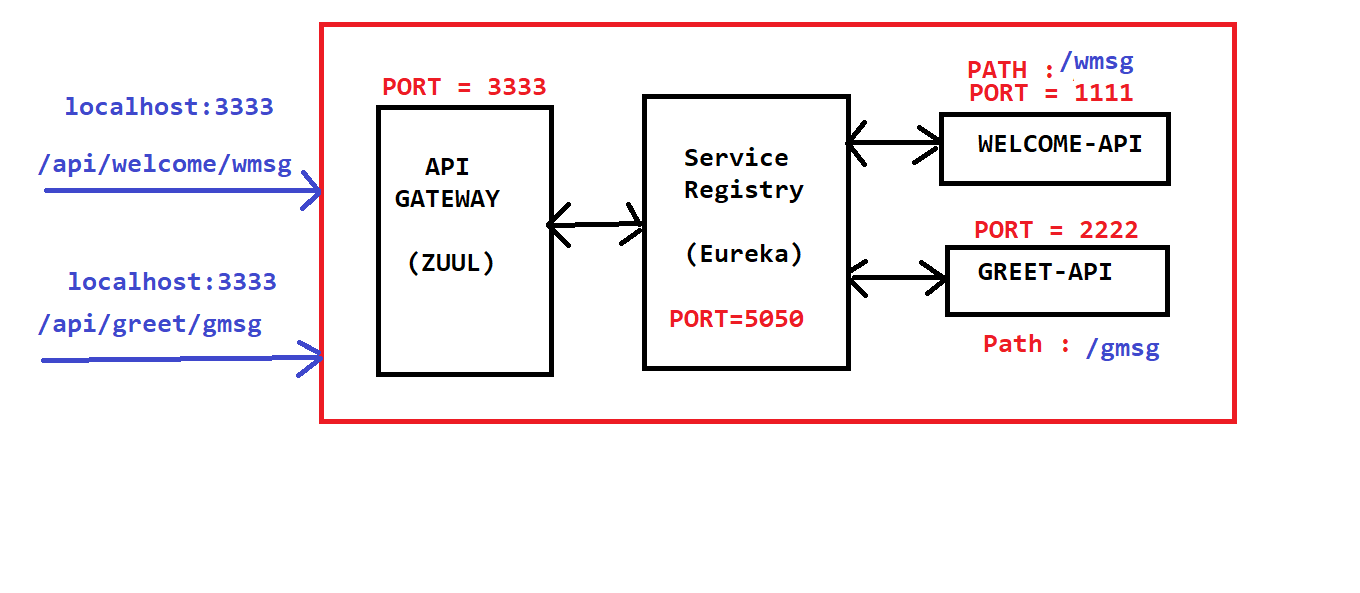 localhost:3333
/api/welcome/wmsg
localhost:3333
/api/greet/gmsg
PORT = 3333
API
GATEWAY
(ZUUL)
Service
Registry
(Eureka)
PORT=5050
PATH : /wmsg
PORT = 1111
WELCOME-API
PORT = 2222
GREET-API
Path : /gmsg